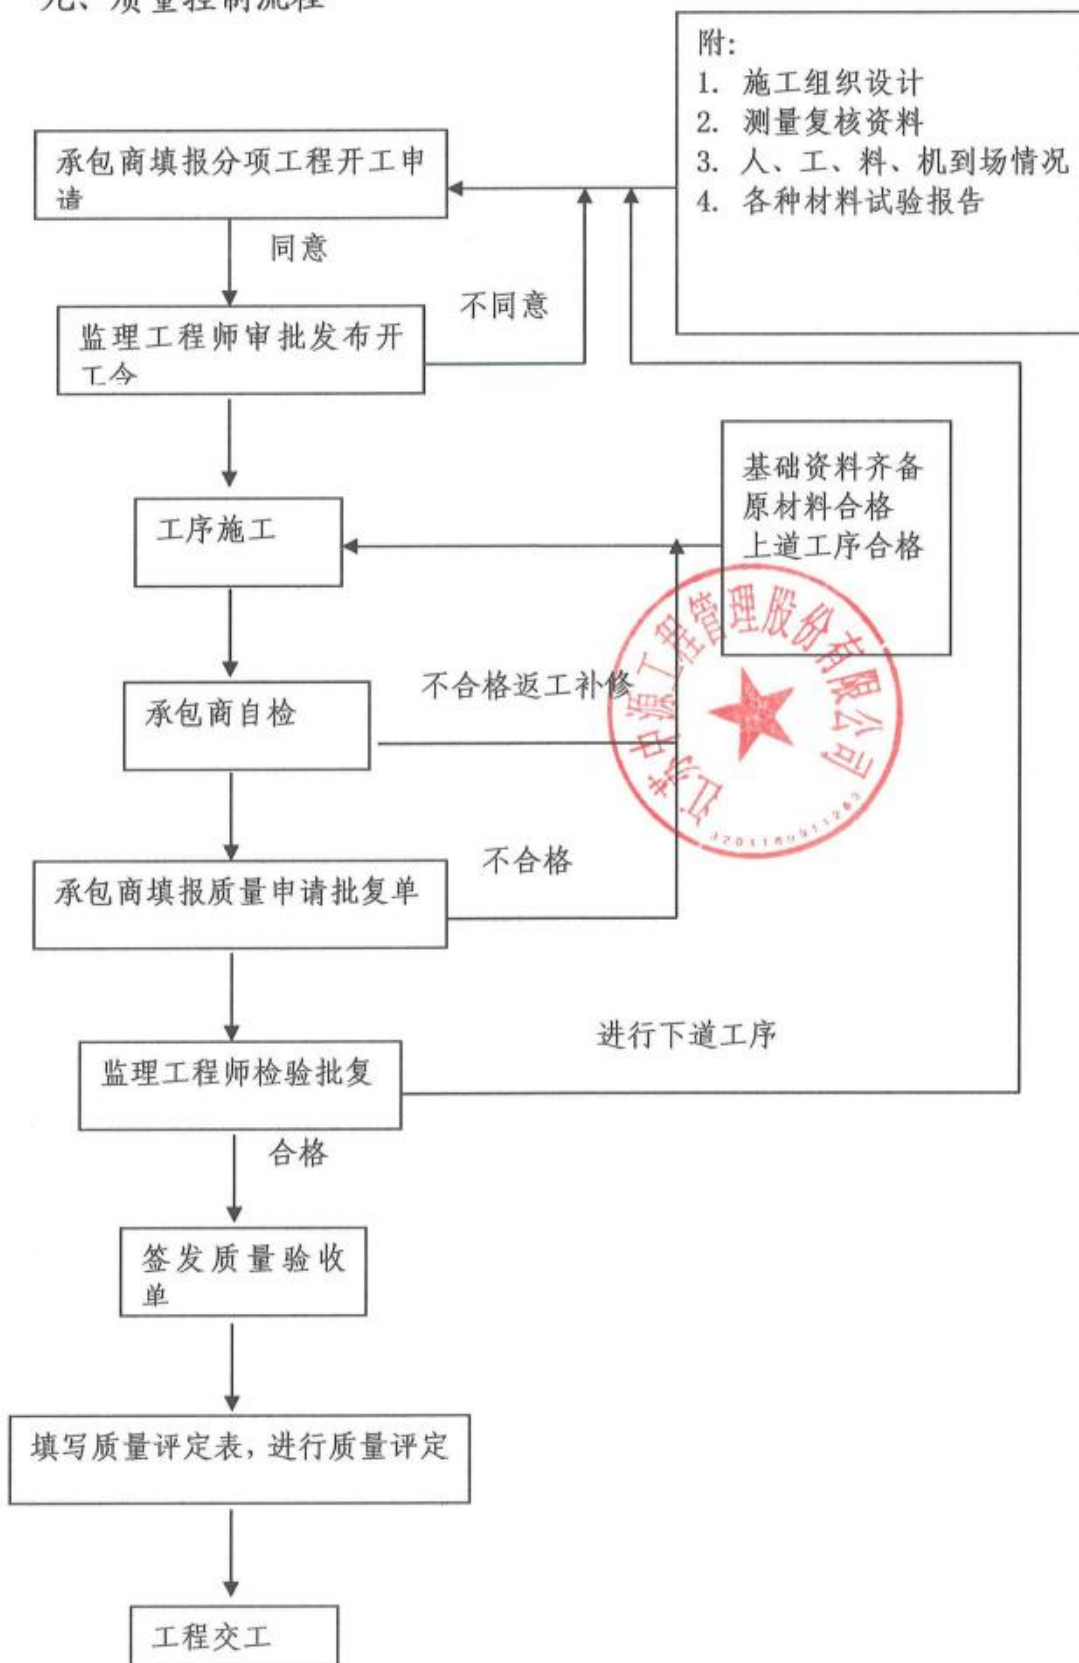 九、质量控制流程
附:
1. 施工组织设计
2. 测量复核资料
3. 人、工、料、机到场情况
4. 各种材料试验报告
承包商填报分项工程开工申
请
同意
不同意
监理工程师审批发布开
工令
基础资料齐备
原材料合格
上道工序合格
工序施工
江苏中源工程管理股份有限公司
不合格返工补修
承包商自检
不合格
承包商填报质量申请批复单
进行下道工序
监理工程师检验批复
合格
签发质量验收
单
填写质量评定表，进行质量评定
工程交工